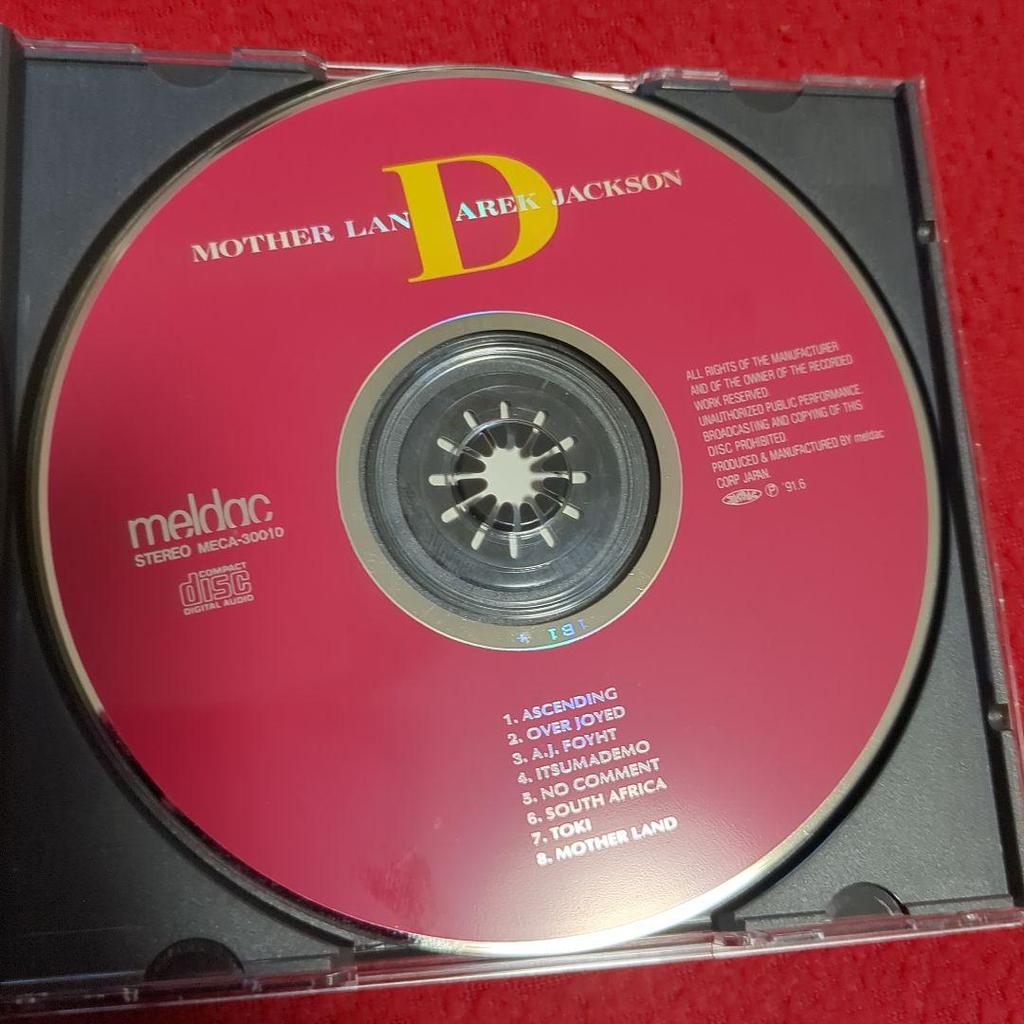 MOTHER LAN D AREK JACKSON
ALL RIGHTS OF THE MANUFACTURER
AND OF THE OWNER OF THE RECORDED
WORK RESERVED
UNAUTHORIZED PUBLIC PERFORMANCE
BROADCASTING AND COPYING OF THIS
DISC PROHIBITED
PRODUCED & MANUFACTURED BY meldac
CORP JAPAN
℗ '91.6
meldac
STEREO MECA-30010
COMPACT
disc
DIGITAL AUDIO
1B1 *
1. ASCENDING
2. OVER JOYED
3. A.J. FOYHT
4. ITSUMADEMO
5. NO COMMENT
6. SOUTH AFRICA
7. TOKI
8. MOTHER LAND